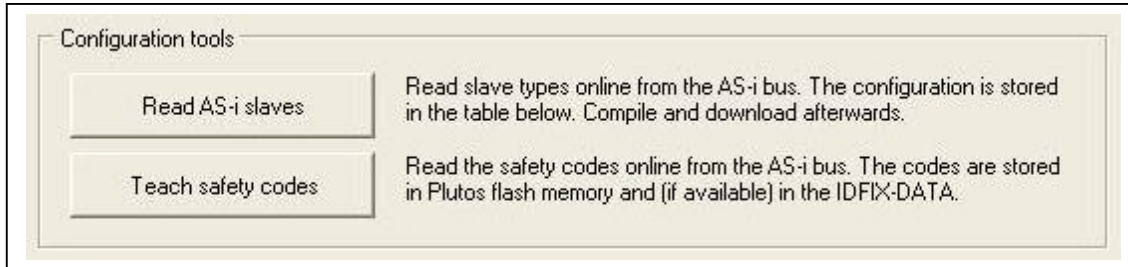 Configuration tools
Read AS-i slaves
Read slave types online from the AS-i bus. The configuration is stored
in the table below. Compile and download afterwards.
Teach safety codes
Read the safety codes online from the AS-i bus. The codes are stored
in Plutos flash memory and (if available) in the IDFIX-DATA.